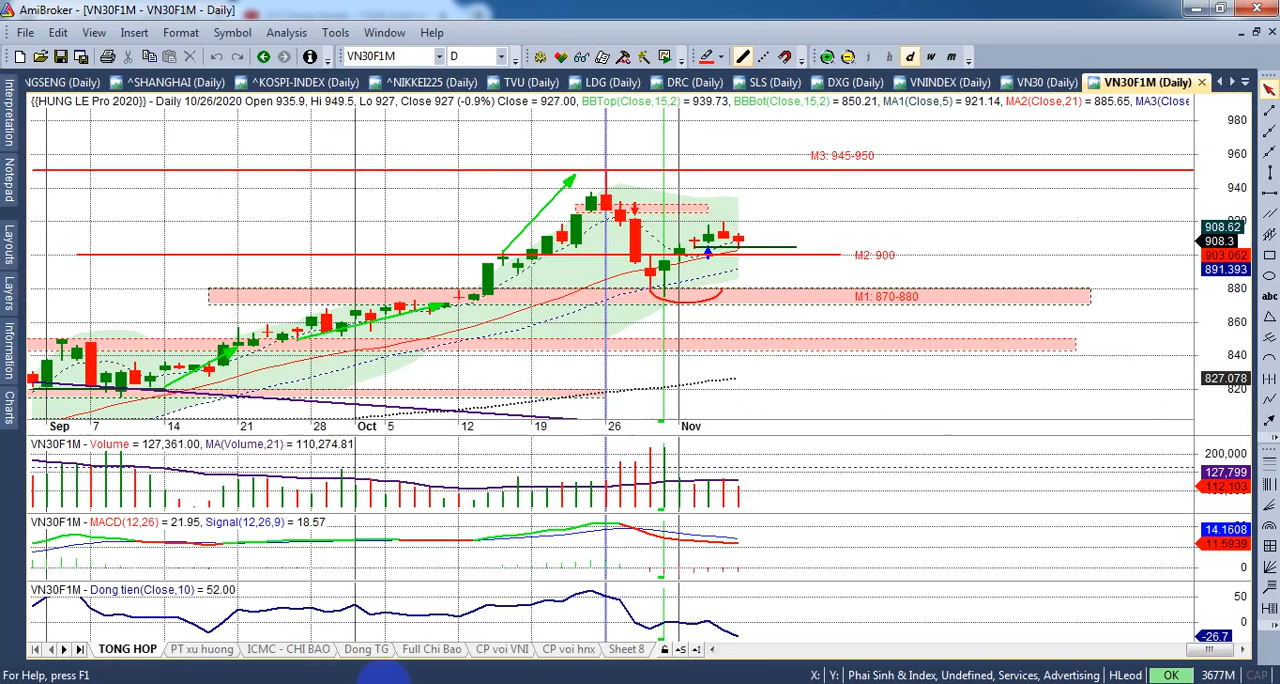 AmiBroker - [VN30F1M - VN30F1M - Daily]
File Edit View Insert Format Symbol Analysis Tools Window Help
VN30F1M D i h d w m
NGSENG (Daily) ^SHANGHAI (Daily) ^KOSPI-INDEX (Daily) ^NIKKEI225 (Daily) TVU (Daily) LDG (Daily) DRC (Daily) SLS (Daily) DXG (Daily) VNINDEX (Daily) VN30 (Daily) VN30F1M (Daily)
Interpretation
Notepad
Layouts
Layers
Information
Charts
{{HUNG LE Pro 2020}} - Daily 10/26/2020 Open 935.9, Hi 949.5, Lo 927, Close 927 (-0.9%) Close = 927.00, BBTop(Close,15,2) = 939.73, BBBot(Close,15,2) = 850.21, MA1(Close,5) = 921.14, MA2(Close,21) = 885.65, MA3(Close
980
960
940
920
880
860
840
820
M3: 945-950
M2: 900
M1: 870-880
908.62
908.3
903.062
891.393
827.078
Sep 7 14 21 28 Oct 5 12 19 26 Nov
VN30F1M - Volume = 127,361.00, MA(Volume,21) = 110,274.81
200,000
127,799
112,103
VN30F1M - MACD(12,26) = 21.95, Signal(12,26,9) = 18.57
14.1608
11.5939
0
VN30F1M - Dong tien(Close,10) = 52.00
50
0
-26.7
TONG HOP PT xu huong ICMC - CHI BAO Dong TG Full Chi Bao CP voi VNI CP voi hnx Sheet 8
abc
For Help, press F1
X: Y: Phai Sinh & Index, Undefined, Services, Advertising HLeod OK 3677M CAP